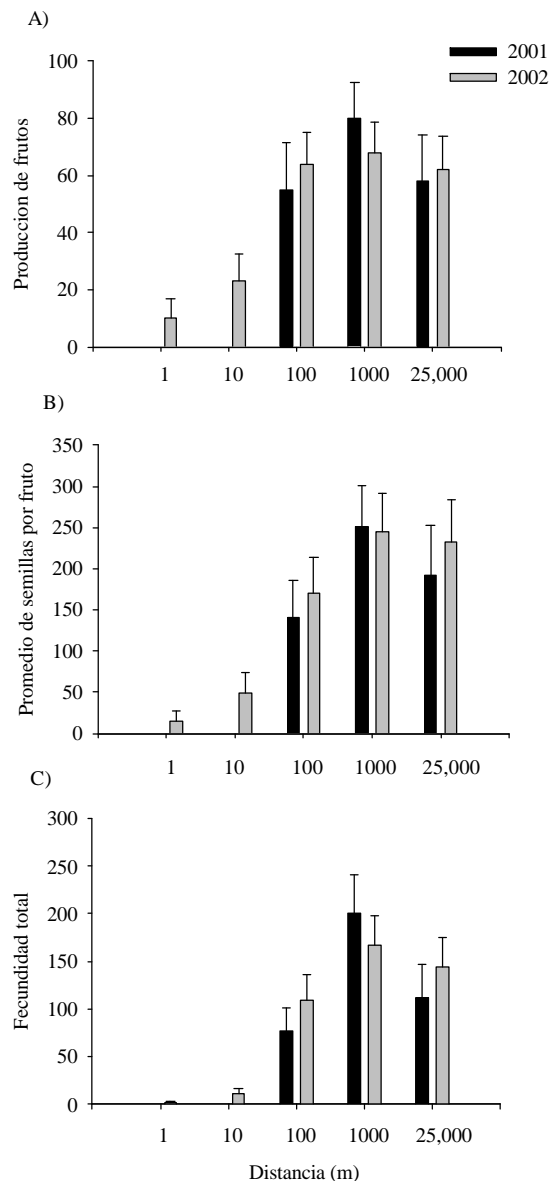 A)
2001
2002
100
80
60
40
20
0
Produccion de frutos
1 10 100 1000 25,000
B)
350
300
250
200
150
100
50
0
Promedio de semillas por fruto
1 10 100 1000 25,000
C)
300
250
200
150
100
50
0
Fecundidad total
1 10 100 1000 25,000
Distancia (m)